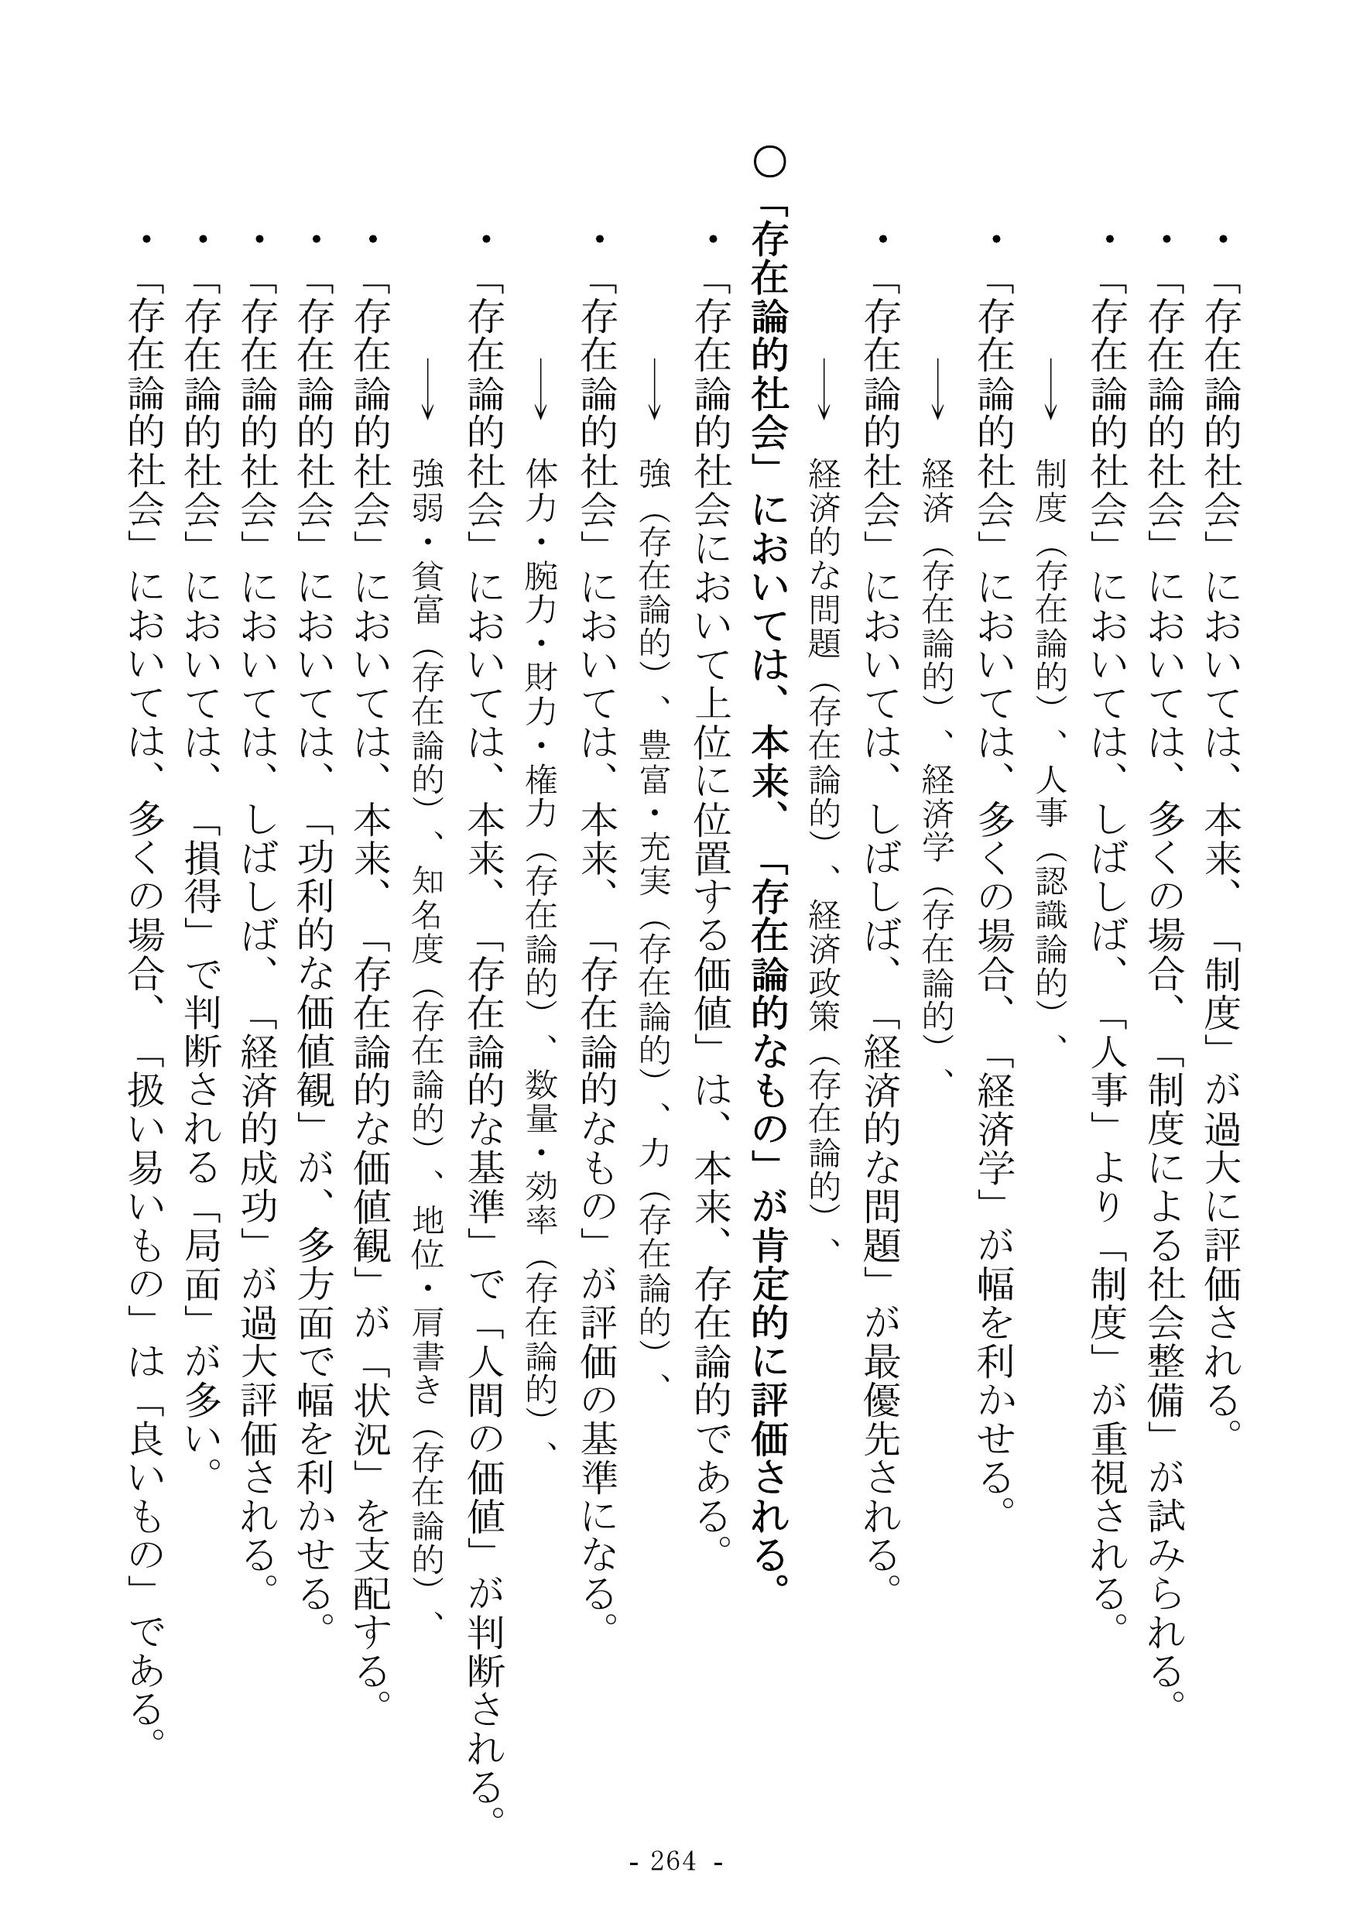 ・「存在論的社会」においては、本来、「制度」が過大に評価される。
・「存在論的社会」においては、多くの場合、「制度による社会整備」が試みられる。
・「存在論的社会」においては、しばしば、「人事」より「制度」が重視される。
→ 制度（存在論的）、人事（認識論的）、
・「存在論的社会」においては、多くの場合、「経済学」が幅を利かせる。
→ 経済（存在論的）、経済学（存在論的）、
・「存在論的社会」においては、しばしば、「経済的な問題」が最優先される。
→ 経済的な問題（存在論的）、経済政策（存在論的）、
〇「存在論的社会」においては、本来、「存在論的なもの」が肯定的に評価される。
・「存在論的社会において上位に位置する価値」は、本来、存在論的である。
→ 強（存在論的）、豊富・充実（存在論的）、力（存在論的）、
・「存在論的社会」においては、本来、「存在論的なもの」が評価の基準になる。
→ 体力・腕力・財力・権力（存在論的）、数量・効率（存在論的）、
・「存在論的社会」においては、本来、「存在論的な基準」で「人間の価値」が判断される。
→ 強弱・貧富（存在論的）、知名度（存在論的）、地位・肩書き（存在論的）、
・「存在論的社会」においては、本来、「存在論的な価値観」が「状況」を支配する。
・「存在論的社会」においては、「功利的な価値観」が、多方面で幅を利かせる。
・「存在論的社会」においては、しばしば、「経済的成功」が過大評価される。
・「存在論的社会」においては、「損得」で判断される「局面」が多い。
・「存在論的社会」においては、多くの場合、「扱い易いもの」は「良いもの」である。
- 264 -